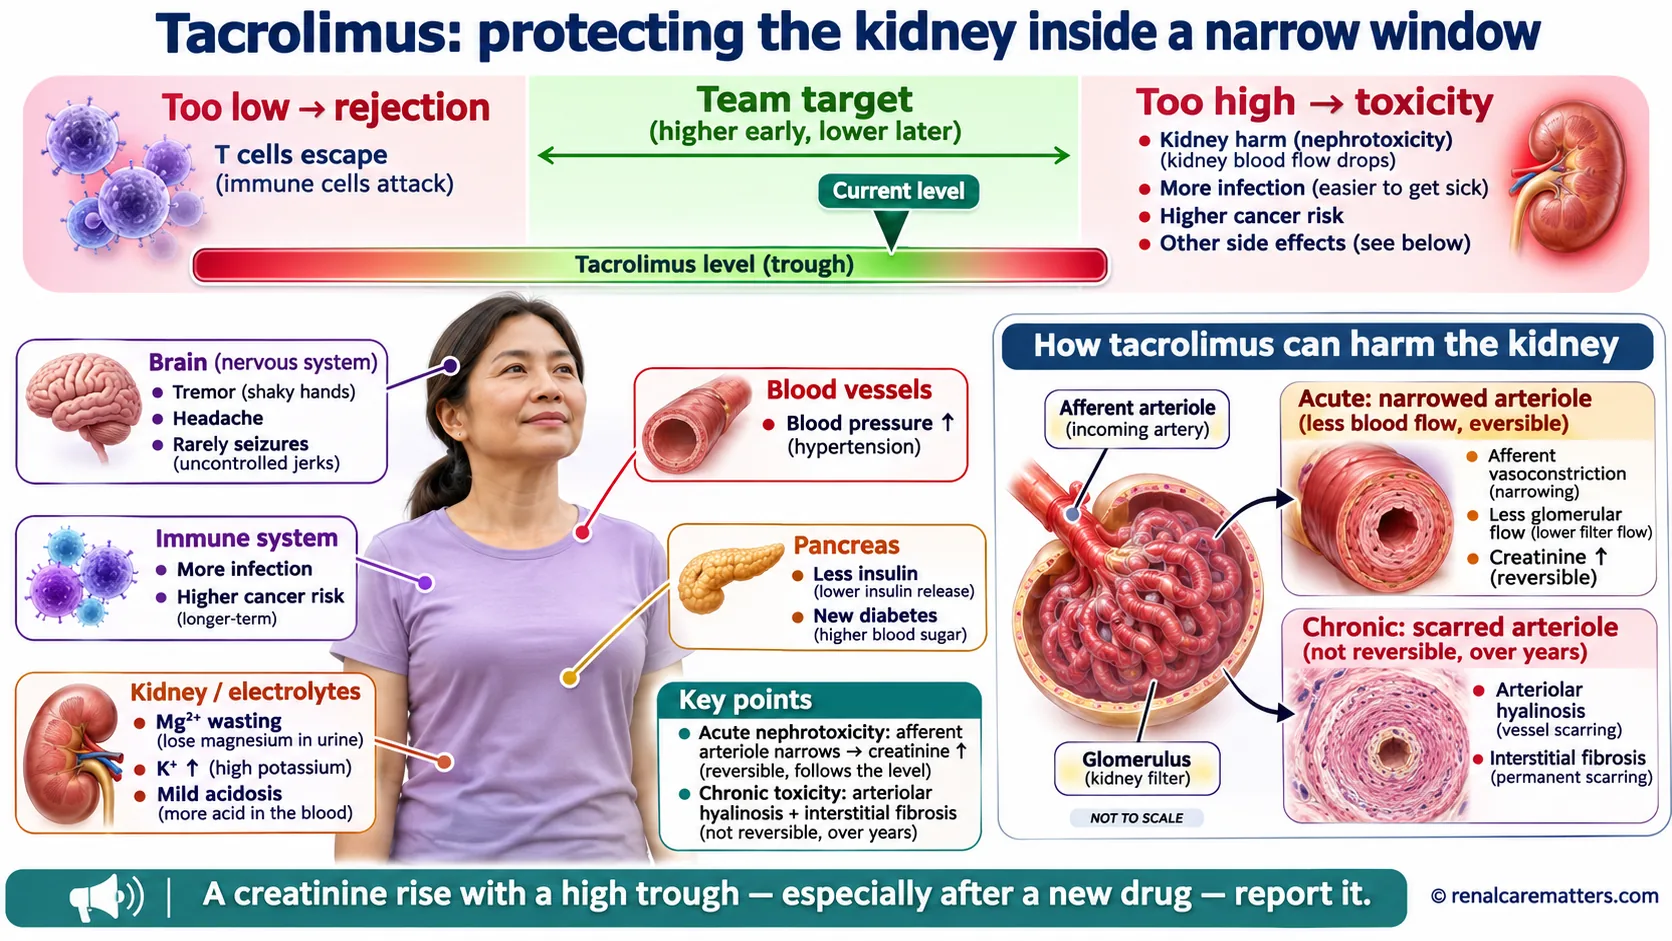 Tacrolimus: protecting the kidney inside a narrow window
Too low → rejection
T cells escape
(immune cells attack)
Team target
(higher early, lower later)
Current level
Tacrolimus level (trough)
Too high → toxicity
Kidney harm (nephrotoxicity)
(kidney blood flow drops)
More infection (easier to get sick)
Higher cancer risk
Other side effects (see below)
Brain (nervous system)
Tremor (shaky hands)
Headache
Rarely seizures
(uncontrolled jerks)
Immune system
More infection
Higher cancer risk
(longer-term)
Kidney / electrolytes
Mg²⁺ wasting
(lose magnesium in urine)
K⁺ ↑ (high potassium)
Mild acidosis
(more acid in the blood)
Blood vessels
Blood pressure ↑
(hypertension)
Pancreas
Less insulin
(lower insulin release)
New diabetes
(higher blood sugar)
Key points
Acute nephrotoxicity: afferent
arteriole narrows → creatinine ↑
(reversible, follows the level)
Chronic toxicity: arteriolar
hyalinosis + interstitial fibrosis
(not reversible, over years)
How tacrolimus can harm the kidney
Afferent arteriole
(incoming artery)
Glomerulus
(kidney filter)
NOT TO SCALE
Acute: narrowed arteriole
(less blood flow, eversible)
Afferent
vasoconstriction
(narrowing)
Less glomerular
flow (lower filter flow)
Creatinine ↑
(reversible)
Chronic: scarred arteriole
(not reversible, over years)
Arteriolar
hyalinosis
(vessel scarring)
Interstitial fibrosis
(permanent scarring)
A creatinine rise with a high trough — especially after a new drug — report it.
© renalcarematters.com